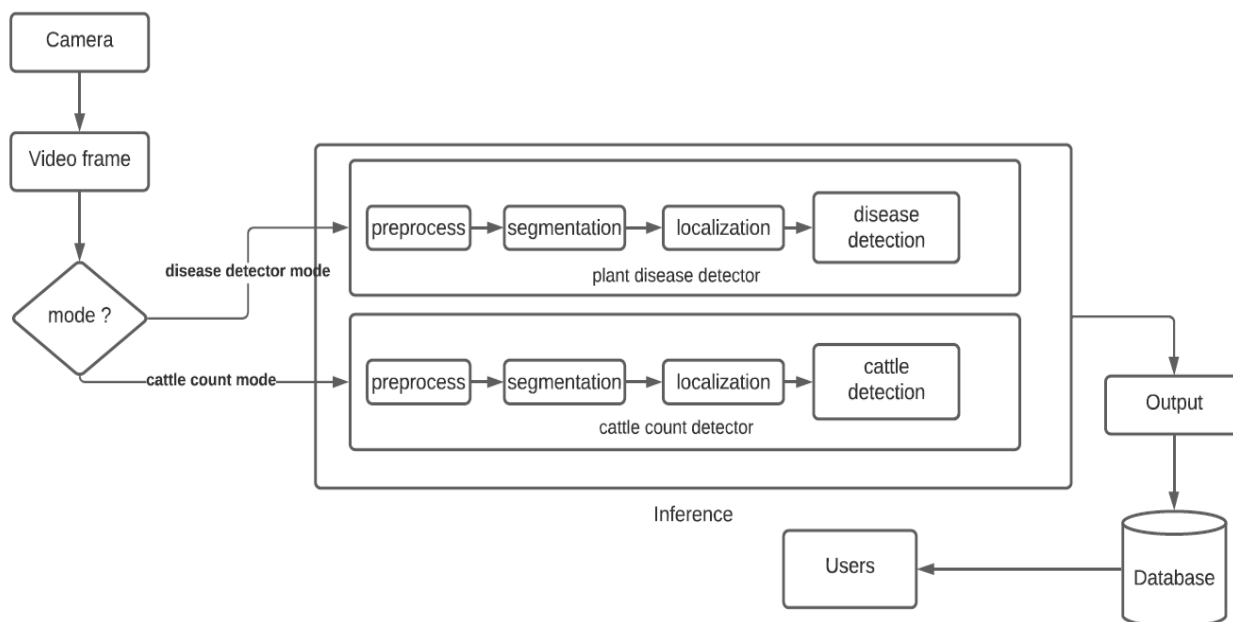 Camera
Video frame
mode ?
disease detector mode
cattle count mode
preprocess
segmentation
localization
disease
detection
plant disease detector
preprocess
segmentation
localization
cattle
detection
cattle count detector
Inference
Output
Database
Users